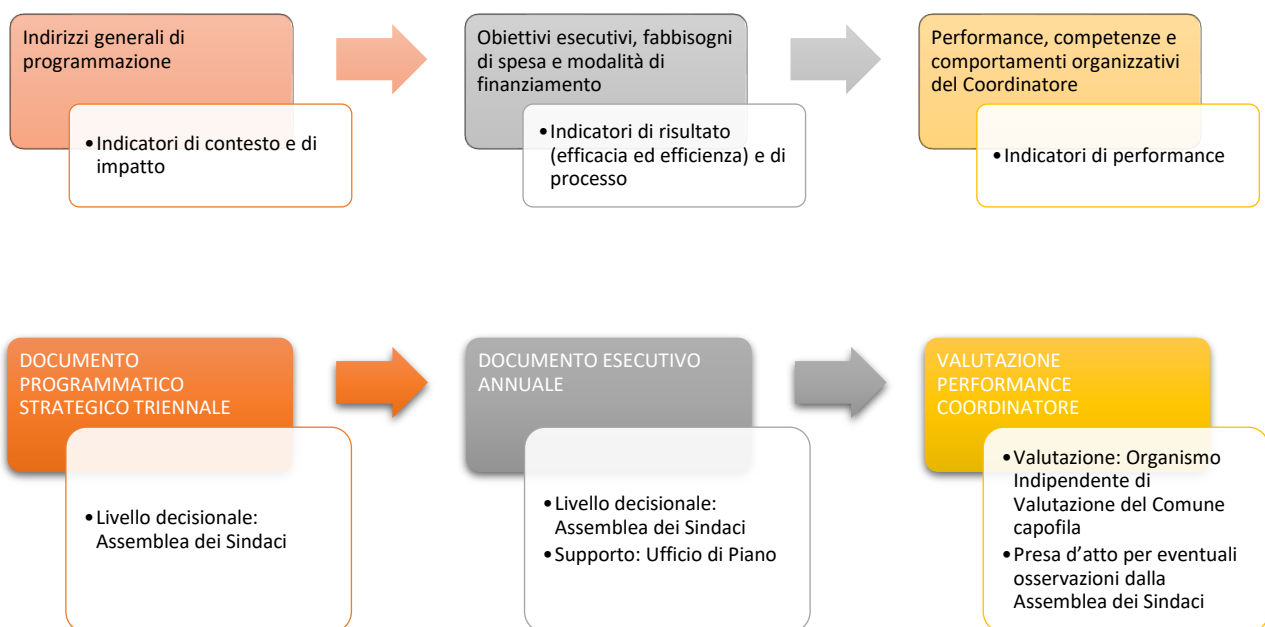 Indirizzi generali di
programmazione
•Indicatori di contesto e di
impatto
Obiettivi esecutivi, fabbisogni
di spesa e modalità di
finanziamento
•Indicatori di risultato
(efficacia ed efficienza) e di
processo
Performance, competenze e
comportamenti organizzativi
del Coordinatore
•Indicatori di performance
DOCUMENTO
PROGRAMMATICO
STRATEGICO TRIENNALE
•Livello decisionale:
Assemblea dei Sindaci
DOCUMENTO ESECUTIVO
ANNUALE
•Livello decisionale:
Assemblea dei Sindaci
•Supporto: Ufficio di Piano
VALUTAZIONE
PERFORMANCE
COORDINATORE
•Valutazione: Organismo
Indipendente di
Valutazione del Comune
capofila
•Presa d’atto per eventuali
osservazioni dalla
Assemblea dei Sindaci